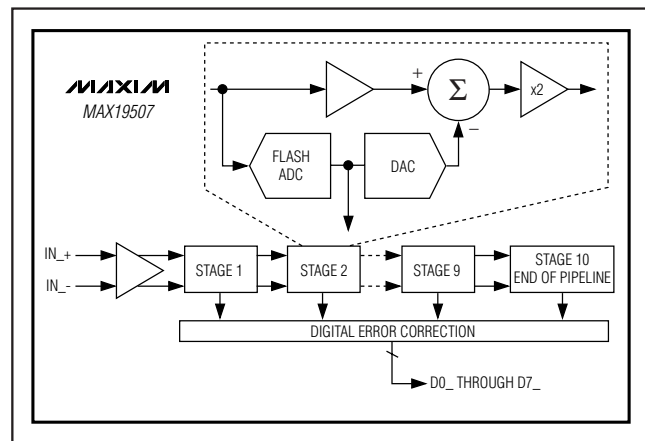 MAXIM
MAX19507
+
Σ
x2
−
FLASH
ADC
DAC
IN_+
IN_-
STAGE 1
STAGE 2
STAGE 9
STAGE 10
END OF PIPELINE
DIGITAL ERROR CORRECTION
D0_ THROUGH D7_